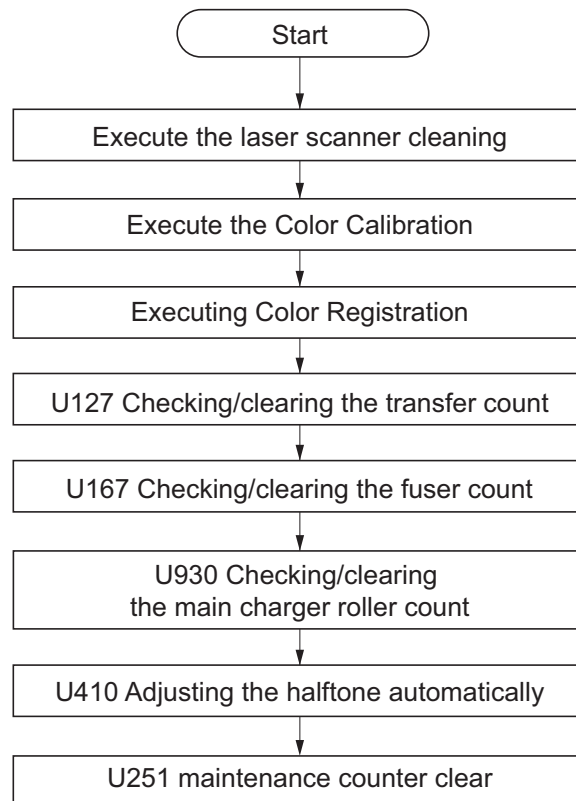 Start
Execute the laser scanner cleaning
Execute the Color Calibration
Executing Color Registration
U127 Checking/clearing the transfer count
U167 Checking/clearing the fuser count
U930 Checking/clearing
the main charger roller count
U410 Adjusting the halftone automatically
U251 maintenance counter clear